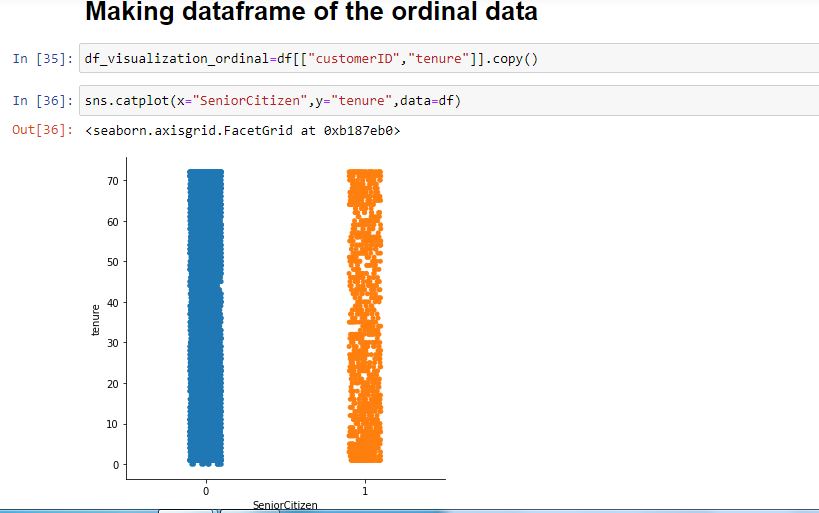 Making dataframe of the ordinal data
In [35]: df_visualization_ordinal=df[["customerID","tenure"]].copy()
In [36]: sns.catplot(x="SeniorCitizen",y="tenure",data=df)
Out[36]: <seaborn.axisgrid.FacetGrid at 0xb187eb0>
70
60
50
40
30
20
10
0
tenure
0 1
SeniorCitizen